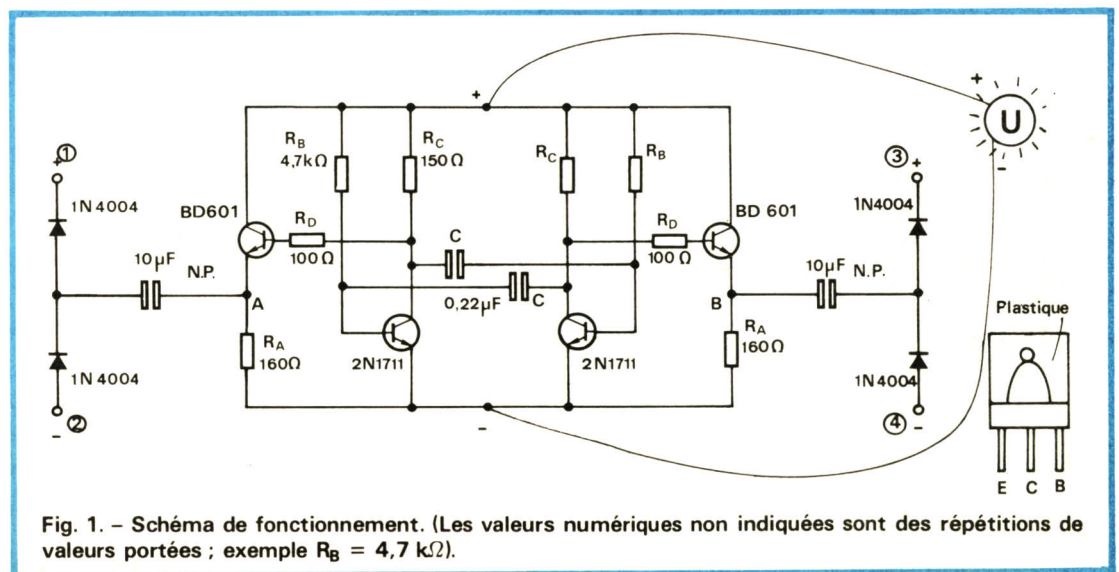 +
U
+
-
①
+
1N4004
BD601
RB
4,7kΩ
RC
150Ω
RC
RB
③
+
1N4004
BD 601
RD
100Ω
RD
100Ω
10µF
N.P.
A
C
0,22µF
C
B
10µF
N.P.
Plastique
RA
160Ω
2N1711
2N1711
RA
160Ω
1N4004
②
-
-
1N4004
④
-
E C B
Fig. 1. – Schéma de fonctionnement. (Les valeurs numériques non indiquées sont des répétitions de
valeurs portées ; exemple RB = 4,7 kΩ).